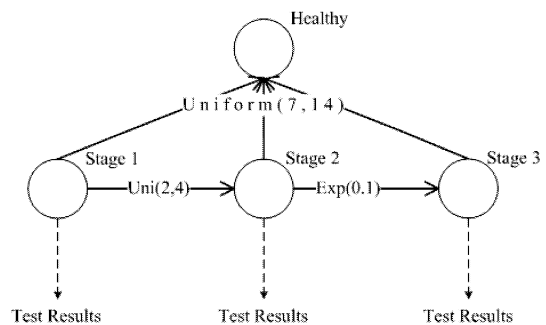 Healthy
Uniform(7,14)
Stage 1
Stage 2
Stage 3
Uni(2,4)
Exp(0.1)
Test Results
Test Results
Test Results